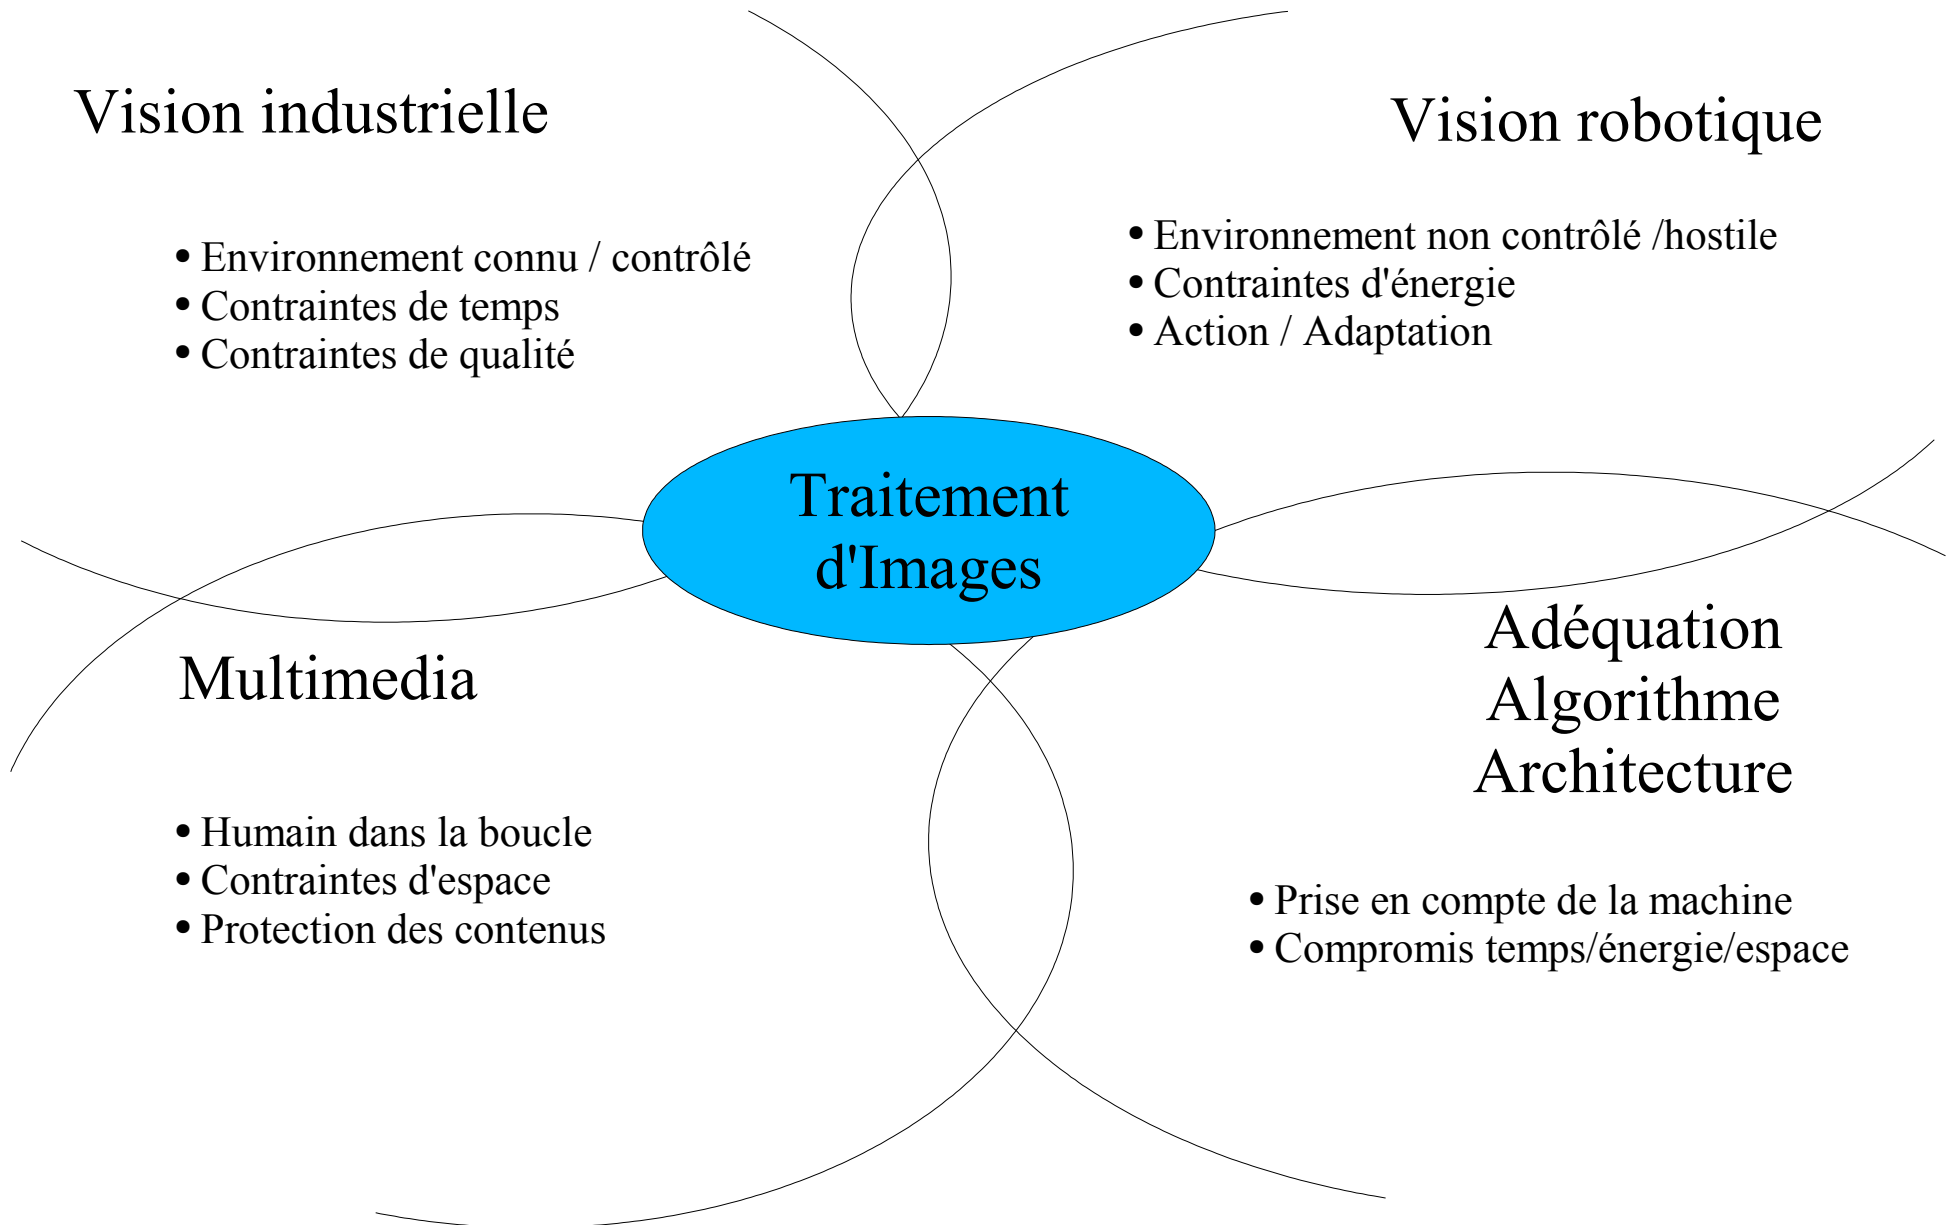 Vision industrielle
• Environnement connu / contrôlé
• Contraintes de temps
• Contraintes de qualité
Vision robotique
• Environnement non contrôlé /hostile
• Contraintes d'énergie
• Action / Adaptation
Traitement
d'Images
Multimedia
• Humain dans la boucle
• Contraintes d'espace
• Protection des contenus
Adéquation
Algorithme
Architecture
• Prise en compte de la machine
• Compromis temps/énergie/espace